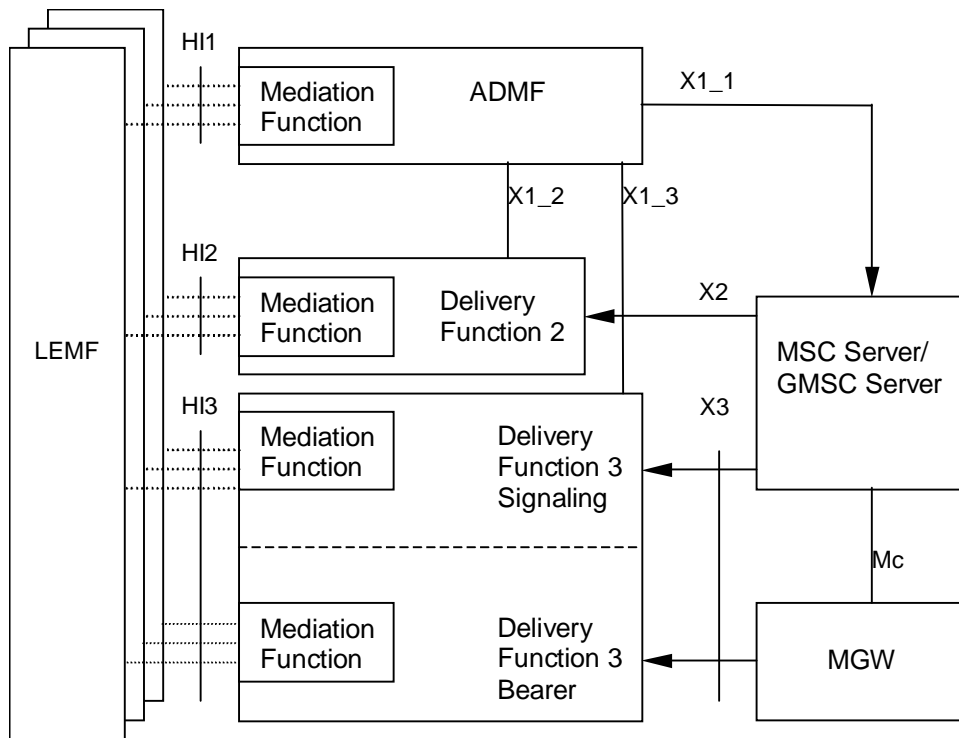 HI1
Mediation
Function
ADMF
X1_1
X1_2
X1_3
HI2
Mediation
Function
Delivery
Function 2
X2
LEMF
MSC Server/
GMSC Server
HI3
Mediation
Function
Delivery
Function 3
Signaling
X3
Mc
Mediation
Function
Delivery
Function 3
Bearer
MGW